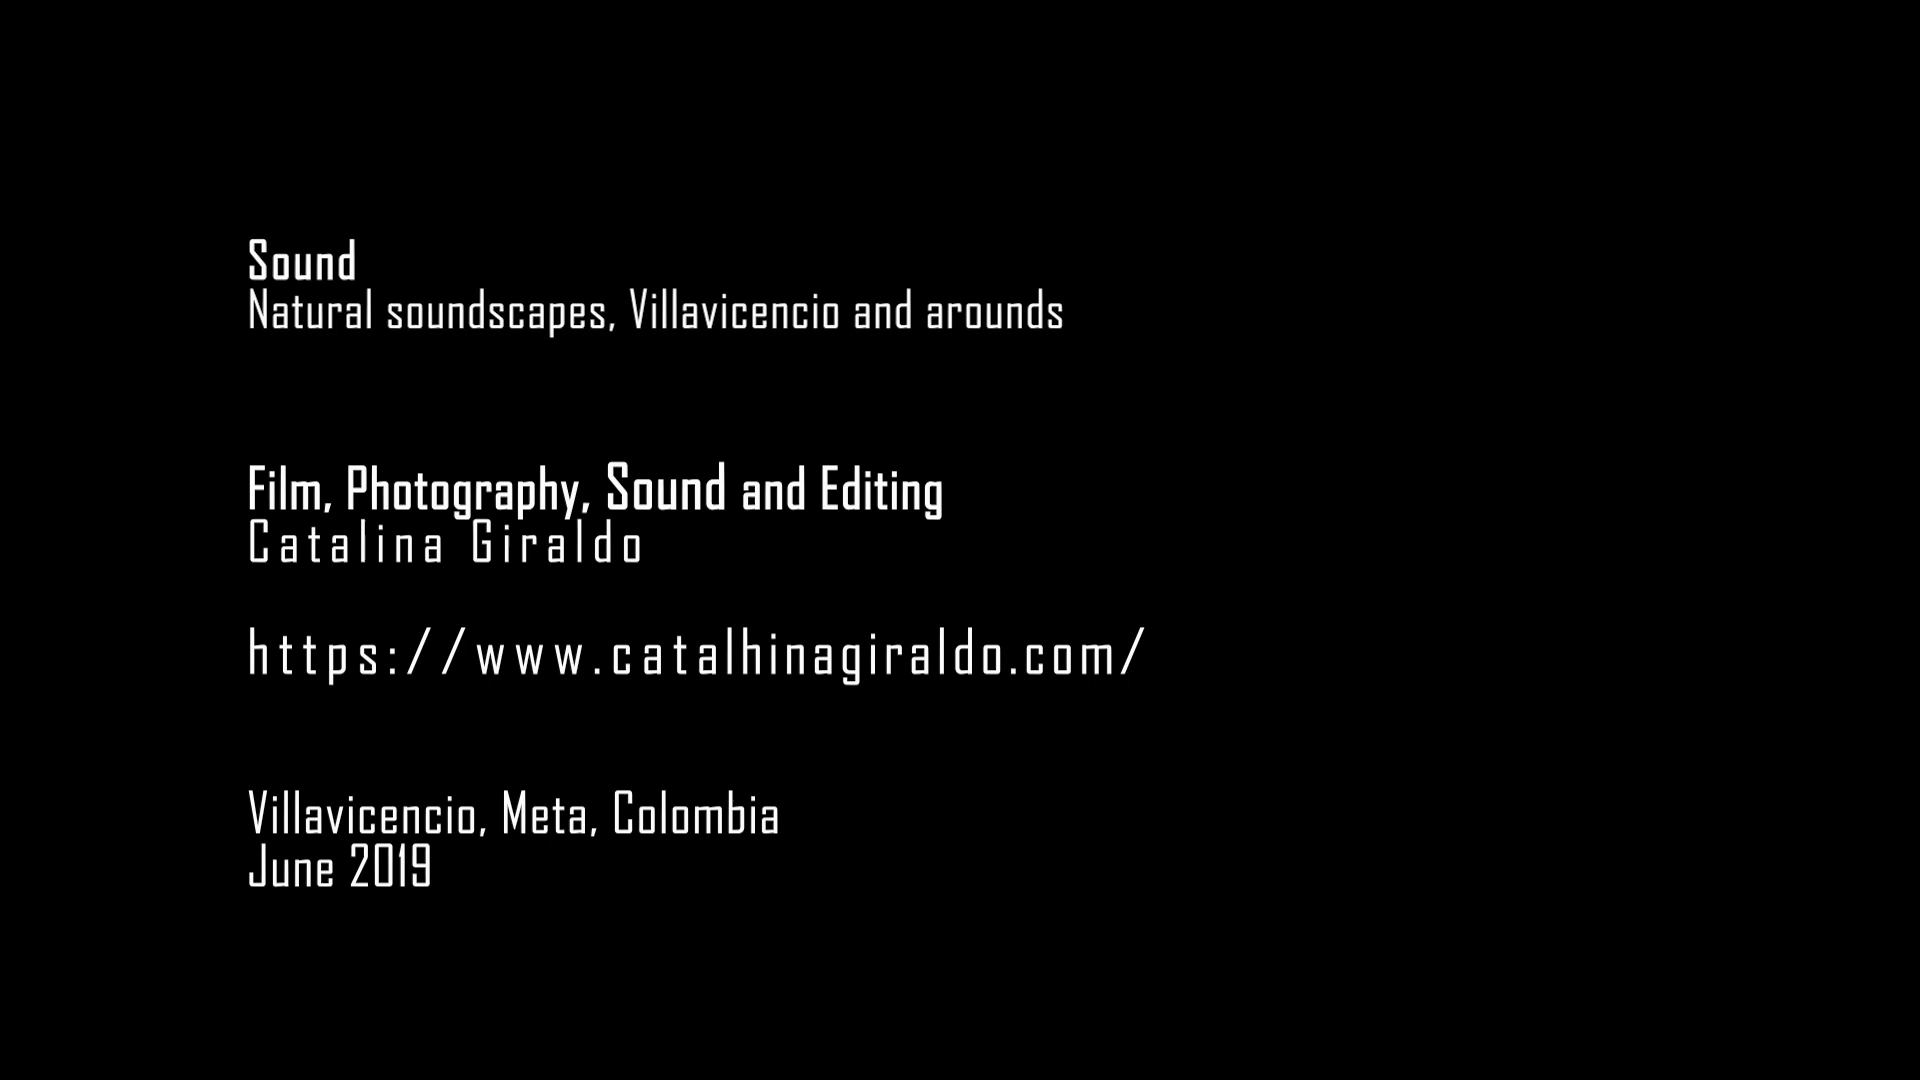 Sound
Natural soundscapes, Villavicencio and arounds
Film, Photography, Sound and Editing
Catalina Giraldo
https://www.catalhinagiraldo.com/
Villavicencio, Meta, Colombia
June 2019